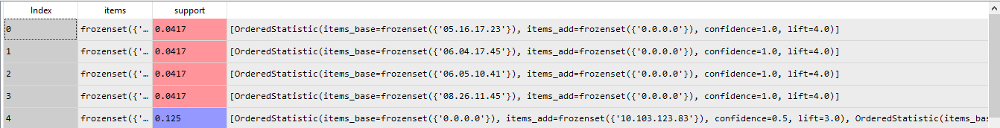 Index items support
0 frozenset({'… 0.0417 [OrderedStatistic(items_base=frozenset({'05.16.17.23'}), items_add=frozenset({'0.0.0.0'}), confidence=1.0, lift=4.0)]
1 frozenset({'… 0.0417 [OrderedStatistic(items_base=frozenset({'06.04.17.45'}), items_add=frozenset({'0.0.0.0'}), confidence=1.0, lift=4.0)]
2 frozenset({'… 0.0417 [OrderedStatistic(items_base=frozenset({'06.05.10.41'}), items_add=frozenset({'0.0.0.0'}), confidence=1.0, lift=4.0)]
3 frozenset({'… 0.0417 [OrderedStatistic(items_base=frozenset({'08.26.11.45'}), items_add=frozenset({'0.0.0.0'}), confidence=1.0, lift=4.0)]
4 frozenset({'… 0.125 [OrderedStatistic(items_base=frozenset({'0.0.0.0'}), items_add=frozenset({'10.103.123.83'}), confidence=0.5, lift=3.0), OrderedStatistic(items_bas